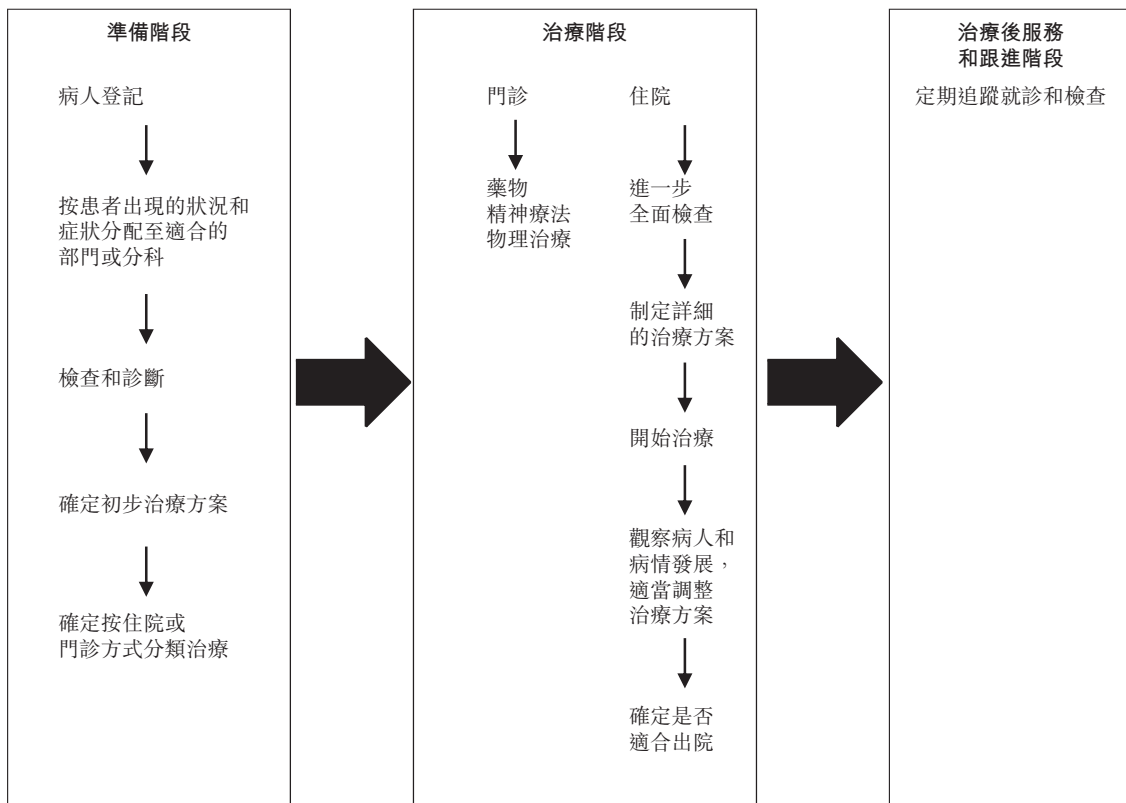 準備階段
病人登記
按患者出現的狀況和
症狀分配至適合的
部門或分科
檢查和診斷
確定初步治療方案
確定按住院或
門診方式分類治療
治療階段
門診
藥物
精神療法
物理治療
住院
進一步
全面檢查
制定詳細
的治療方案
開始治療
觀察病人和
病情發展，
適當調整
治療方案
確定是否
適合出院
治療後服務
和跟進階段
定期追蹤就診和檢查